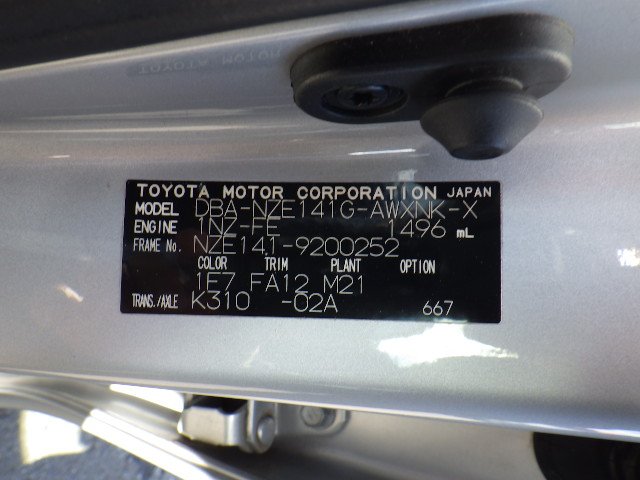 TOYOTA MOTOR CORPORATION JAPAN
MODEL DBA-NZE141G-AWXNK-X
ENGINE 1NZ-FE 1496 mL
FRAME No. NZE141-9200252
COLOR TRIM PLANT OPTION
1E7 FA12 M21
TRANS./AXLE K310 -02A 667